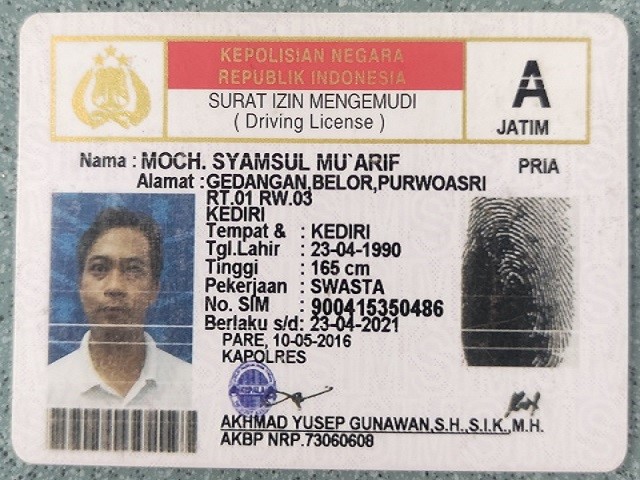 KEPOLISIAN NEGARA
REPUBLIK INDONESIA
SURAT IZIN MENGEMUDI
( Driving License )
A
JATIM
Nama : MOCH. SYAMSUL MU`ARIF
PRIA
Alamat : GEDANGAN,BELOR,PURWOASRI
RT.01 RW.03
KEDIRI
Tempat & : KEDIRI
Tgl.Lahir : 23-04-1990
Tinggi : 165 cm
Pekerjaan : SWASTA
No. SIM : 900415350486
Berlaku s/d : 23-04-2021
PARE, 10-05-2016
KAPOLRES
AKHMAD YUSEP GUNAWAN,S.H.,S.I.K.,M.H.
AKBP NRP.73060608